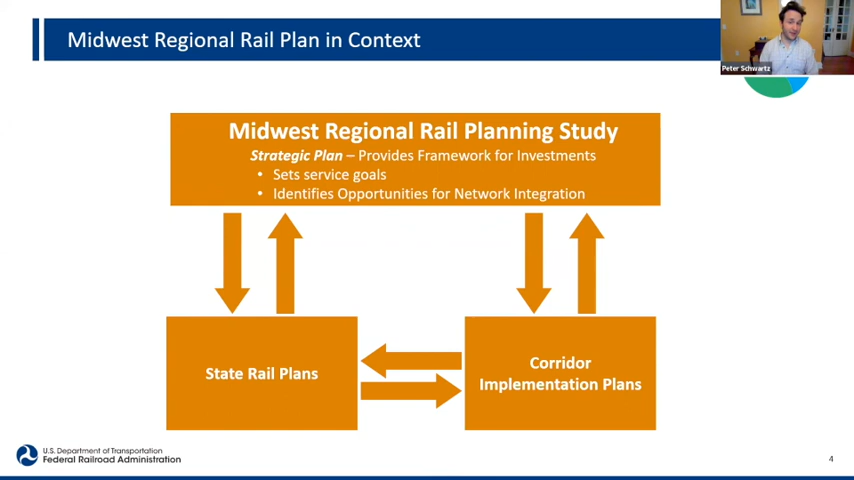 Midwest Regional Rail Plan in Context
Peter Schwartz
Midwest Regional Rail Planning Study
Strategic Plan – Provides Framework for Investments
• Sets service goals
• Identifies Opportunities for Network Integration
State Rail Plans
Corridor
Implementation Plans
U.S. Department of Transportation
Federal Railroad Administration
4